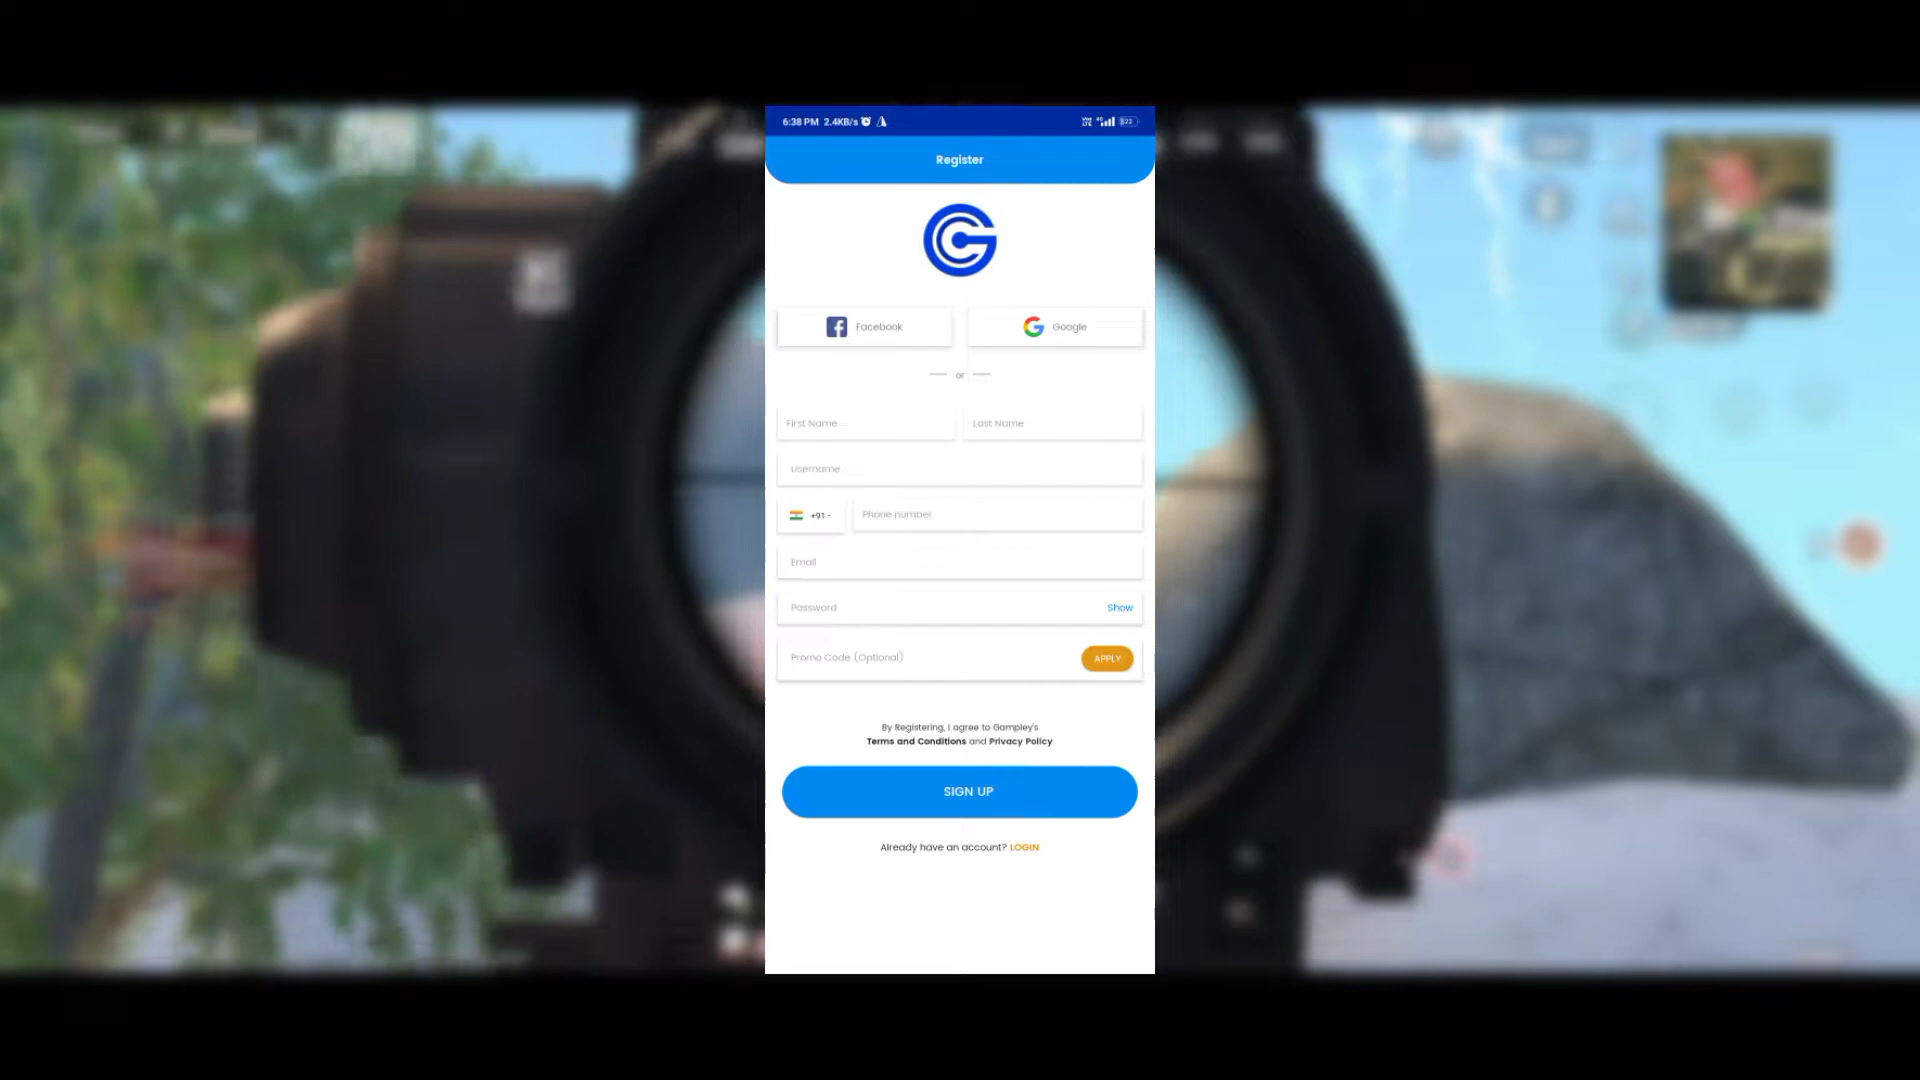 6:38 PM 2.4KB/s
Register
Facebook
Google
or
First Name
Last Name
Username
+91
Phone number
Email
Password
Show
Promo Code (Optional)
APPLY
By Registering, I agree to Gampley's
Terms and Conditions and Privacy Policy
SIGN UP
Already have an account? LOGIN